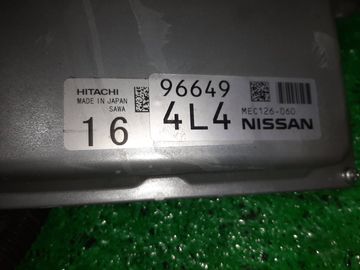 HITACHI
MADE IN JAPAN
SAWA
16
96649
4L4
MEC126-060
NISSAN